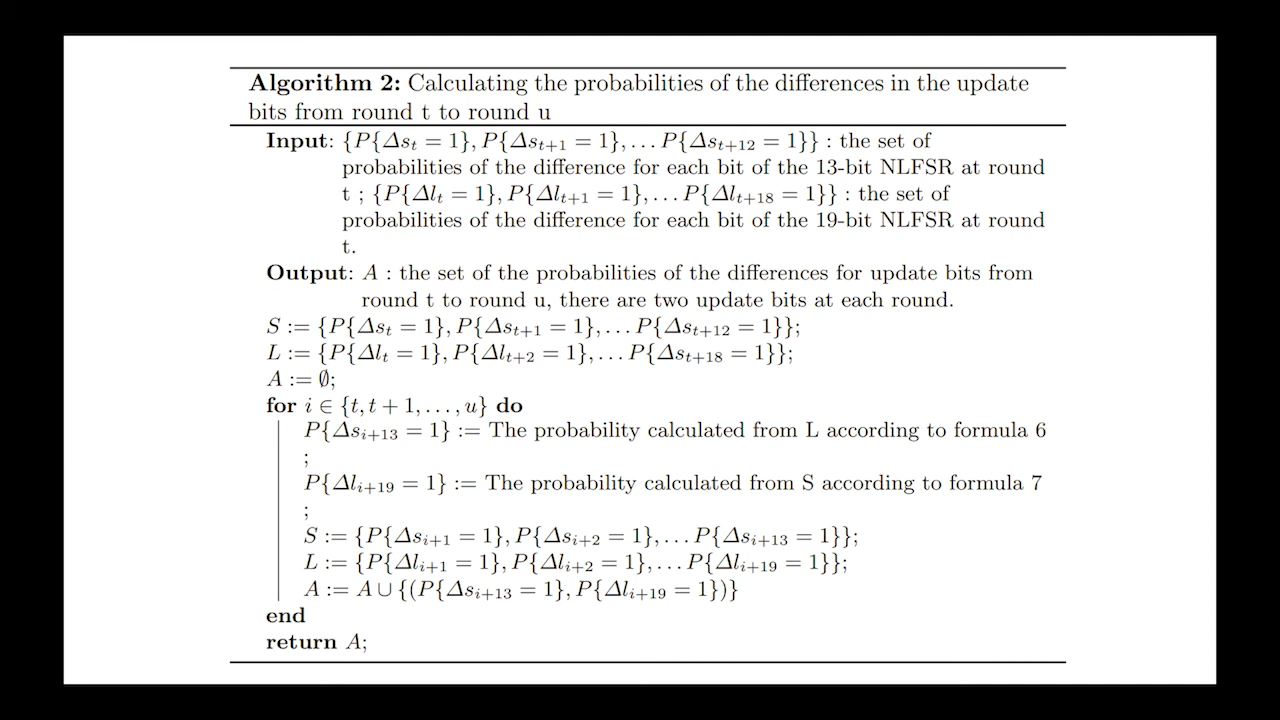 Algorithm 2: Calculating the probabilities of the differences in the update
bits from round t to round u
Input: {P{Δs_t = 1}, P{Δs_{t+1} = 1}, … P{Δs_{t+12} = 1}} : the set of
probabilities of the difference for each bit of the 13-bit NLFSR at round
t ; {P{Δl_t = 1}, P{Δl_{t+1} = 1}, … P{Δl_{t+18} = 1}} : the set of
probabilities of the difference for each bit of the 19-bit NLFSR at round
t.
Output: A : the set of the probabilities of the differences for update bits from
round t to round u, there are two update bits at each round.
S := {P{Δs_t = 1}, P{Δs_{t+1} = 1}, … P{Δs_{t+12} = 1}};
L := {P{Δl_t = 1}, P{Δl_{t+2} = 1}, … P{Δs_{t+18} = 1}};
A := ∅;
for i ∈ {t, t + 1, …, u} do
P{Δs_{i+13} = 1} := The probability calculated from L according to formula 6
;
P{Δl_{i+19} = 1} := The probability calculated from S according to formula 7
;
S := {P{Δs_{i+1} = 1}, P{Δs_{i+2} = 1}, … P{Δs_{i+13} = 1}};
L := {P{Δl_{i+1} = 1}, P{Δl_{i+2} = 1}, … P{Δl_{i+19} = 1}};
A := A ∪ {(P{Δs_{i+13} = 1}, P{Δl_{i+19} = 1})}
end
return A;